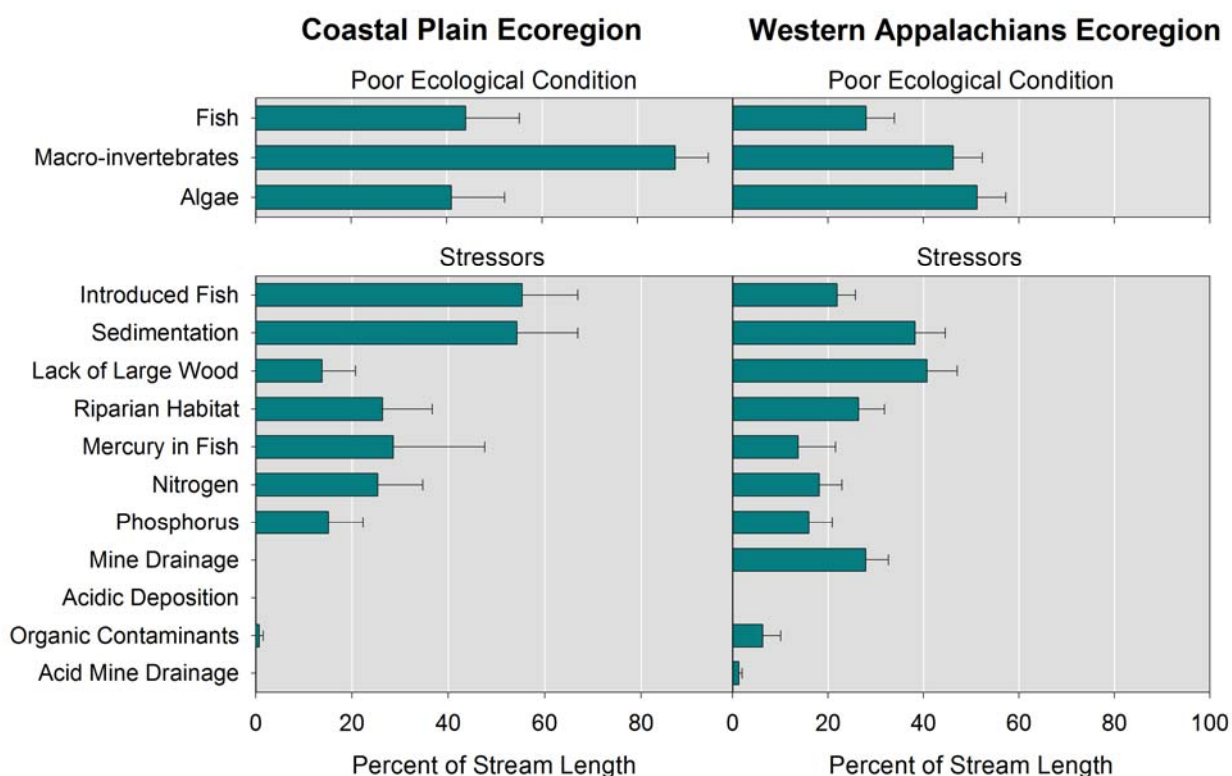 Coastal Plain Ecoregion
Western Appalachians Ecoregion
Poor Ecological Condition
Poor Ecological Condition
Fish
Macro-invertebrates
Algae
Stressors
Stressors
Introduced Fish
Sedimentation
Lack of Large Wood
Riparian Habitat
Mercury in Fish
Nitrogen
Phosphorus
Mine Drainage
Acidic Deposition
Organic Contaminants
Acid Mine Drainage
0 20 40 60 80
0 20 40 60 80 100
Percent of Stream Length
Percent of Stream Length